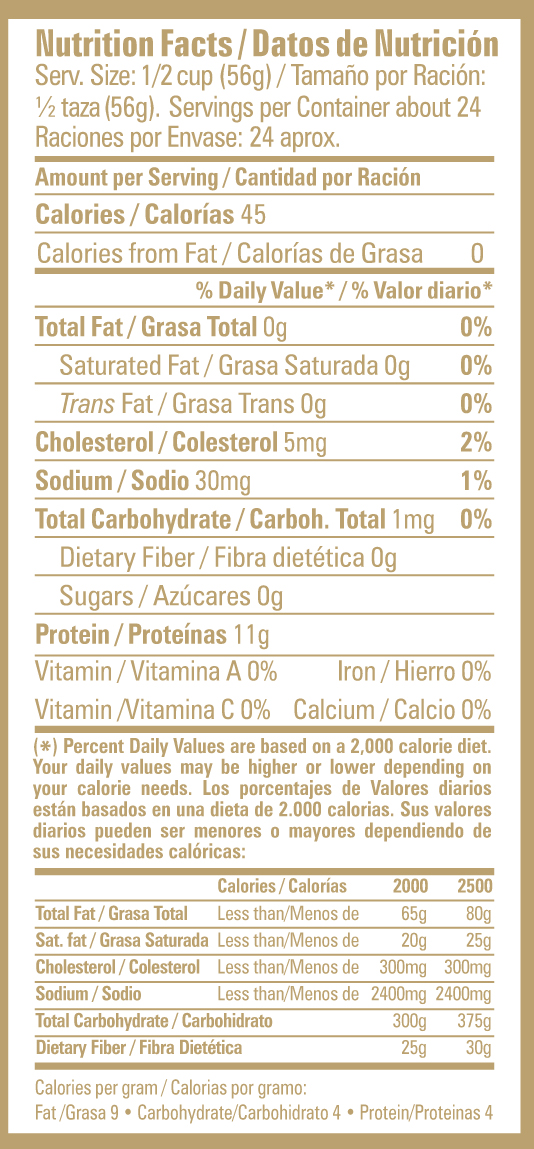 Nutrition Facts / Datos de Nutrición
Serv. Size: 1/2 cup (56g) / Tamaño por Ración:
½ taza (56g). Servings per Container about 24
Raciones por Envase: 24 aprox.
Amount per Serving / Cantidad por Ración
Calories / Calorías 45
Calories from Fat / Calorías de Grasa 0
% Daily Value* / % Valor diario*
Total Fat / Grasa Total 0g 0%
Saturated Fat / Grasa Saturada 0g 0%
Trans Fat / Grasa Trans 0g 0%
Cholesterol / Colesterol 5mg 2%
Sodium / Sodio 30mg 1%
Total Carbohydrate / Carboh. Total 1mg 0%
Dietary Fiber / Fibra dietética 0g
Sugars / Azúcares 0g
Protein / Proteínas 11g
Vitamin / Vitamina A 0% Iron / Hierro 0%
Vitamin /Vitamina C 0% Calcium / Calcio 0%
(*) Percent Daily Values are based on a 2,000 calorie diet.
Your daily values may be higher or lower depending on
your calorie needs. Los porcentajes de Valores diarios
están basados en una dieta de 2.000 calorias. Sus valores
diarios pueden ser menores o mayores dependiendo de
sus necesidades calóricas:
Calories / Calorías 2000 2500
Total Fat / Grasa Total Less than/Menos de 65g 80g
Sat. fat / Grasa Saturada Less than/Menos de 20g 25g
Cholesterol / Colesterol Less than/Menos de 300mg 300mg
Sodium / Sodio Less than/Menos de 2400mg 2400mg
Total Carbohydrate / Carbohidrato 300g 375g
Dietary Fiber / Fibra Dietética 25g 30g
Calories per gram / Calorias por gramo:
Fat /Grasa 9 • Carbohydrate/Carbohidrato 4 • Protein/Proteinas 4